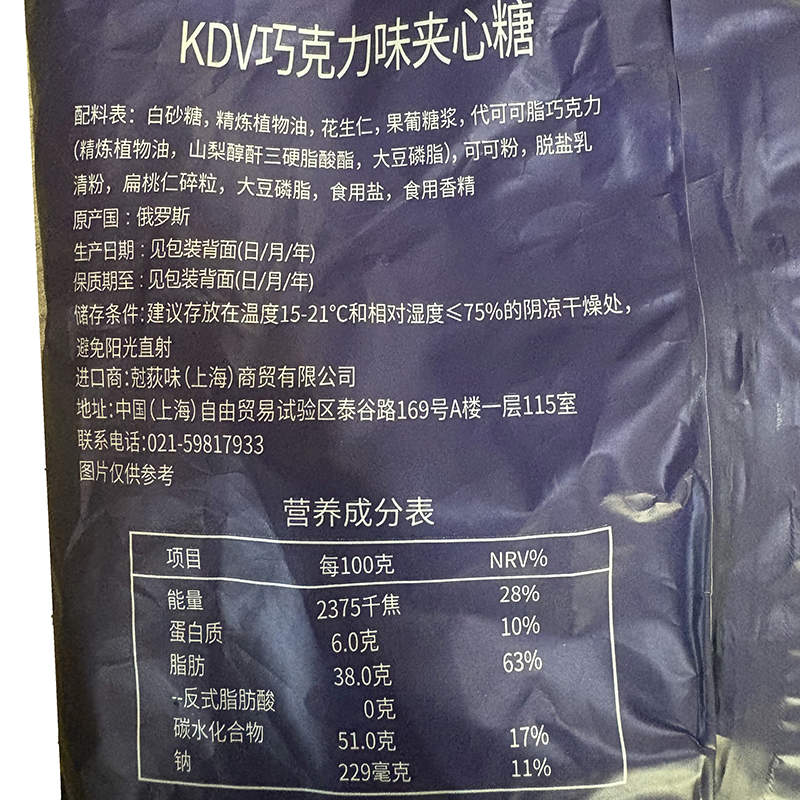 KDV巧克力味夹心糖
配料表：白砂糖，精炼植物油，花生仁，果葡糖浆，代可可脂巧克力
(精炼植物油，山梨醇酐三硬脂酸酯，大豆磷脂)，可可粉，脱盐乳
清粉，扁桃仁碎粒，大豆磷脂，食用盐，食用香精
原产国：俄罗斯
生产日期：见包装背面(日/月/年)
保质期至：见包装背面(日/月/年)
储存条件:建议存放在温度15-21℃和相对湿度≤75%的阴凉干燥处，
避免阳光直射
进口商:尅荻味(上海)商贸有限公司
地址:中国(上海)自由贸易试验区泰谷路169号A楼一层115室
联系电话:021-59817933
图片仅供参考
营养成分表
项目 每100克 NRV%
能量 2375千焦 28%
蛋白质 6.0克 10%
脂肪 38.0克 63%
--反式脂肪酸 0克
碳水化合物 51.0克 17%
钠 229毫克 11%